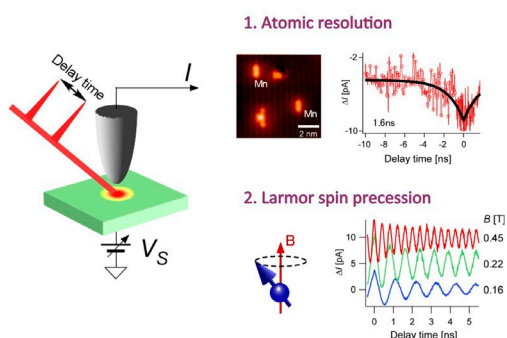 1. Atomic resolution
Delay time
I
Mn
Mn
2 nm
ΔI [pA]
-2
-10
1.6ns
-10 -8 -6 -4 -2 0
Delay time [ns]
V_S
2. Larmor spin precession
B
B [T]
ΔI [pA]
10
5
0
0.45
0.22
0.16
0 1 2 3 4 5
Delay time [ns]